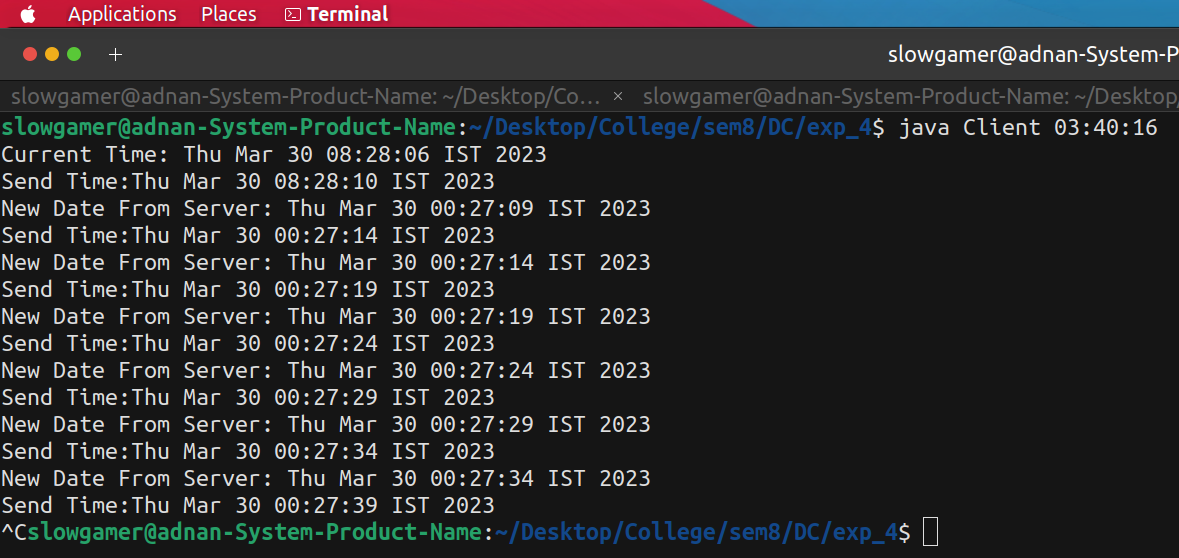 Applications Places Terminal
+ slowgamer@adnan-System-P
slowgamer@adnan-System-Product-Name: ~/Desktop/Co... × slowgamer@adnan-System-Product-Name: ~/Desktop/
slowgamer@adnan-System-Product-Name:~/Desktop/College/sem8/DC/exp_4$ java Client 03:40:16
Current Time: Thu Mar 30 08:28:06 IST 2023
Send Time:Thu Mar 30 08:28:10 IST 2023
New Date From Server: Thu Mar 30 00:27:09 IST 2023
Send Time:Thu Mar 30 00:27:14 IST 2023
New Date From Server: Thu Mar 30 00:27:14 IST 2023
Send Time:Thu Mar 30 00:27:19 IST 2023
New Date From Server: Thu Mar 30 00:27:19 IST 2023
Send Time:Thu Mar 30 00:27:24 IST 2023
New Date From Server: Thu Mar 30 00:27:24 IST 2023
Send Time:Thu Mar 30 00:27:29 IST 2023
New Date From Server: Thu Mar 30 00:27:29 IST 2023
Send Time:Thu Mar 30 00:27:34 IST 2023
New Date From Server: Thu Mar 30 00:27:34 IST 2023
Send Time:Thu Mar 30 00:27:39 IST 2023
^Cslowgamer@adnan-System-Product-Name:~/Desktop/College/sem8/DC/exp_4$